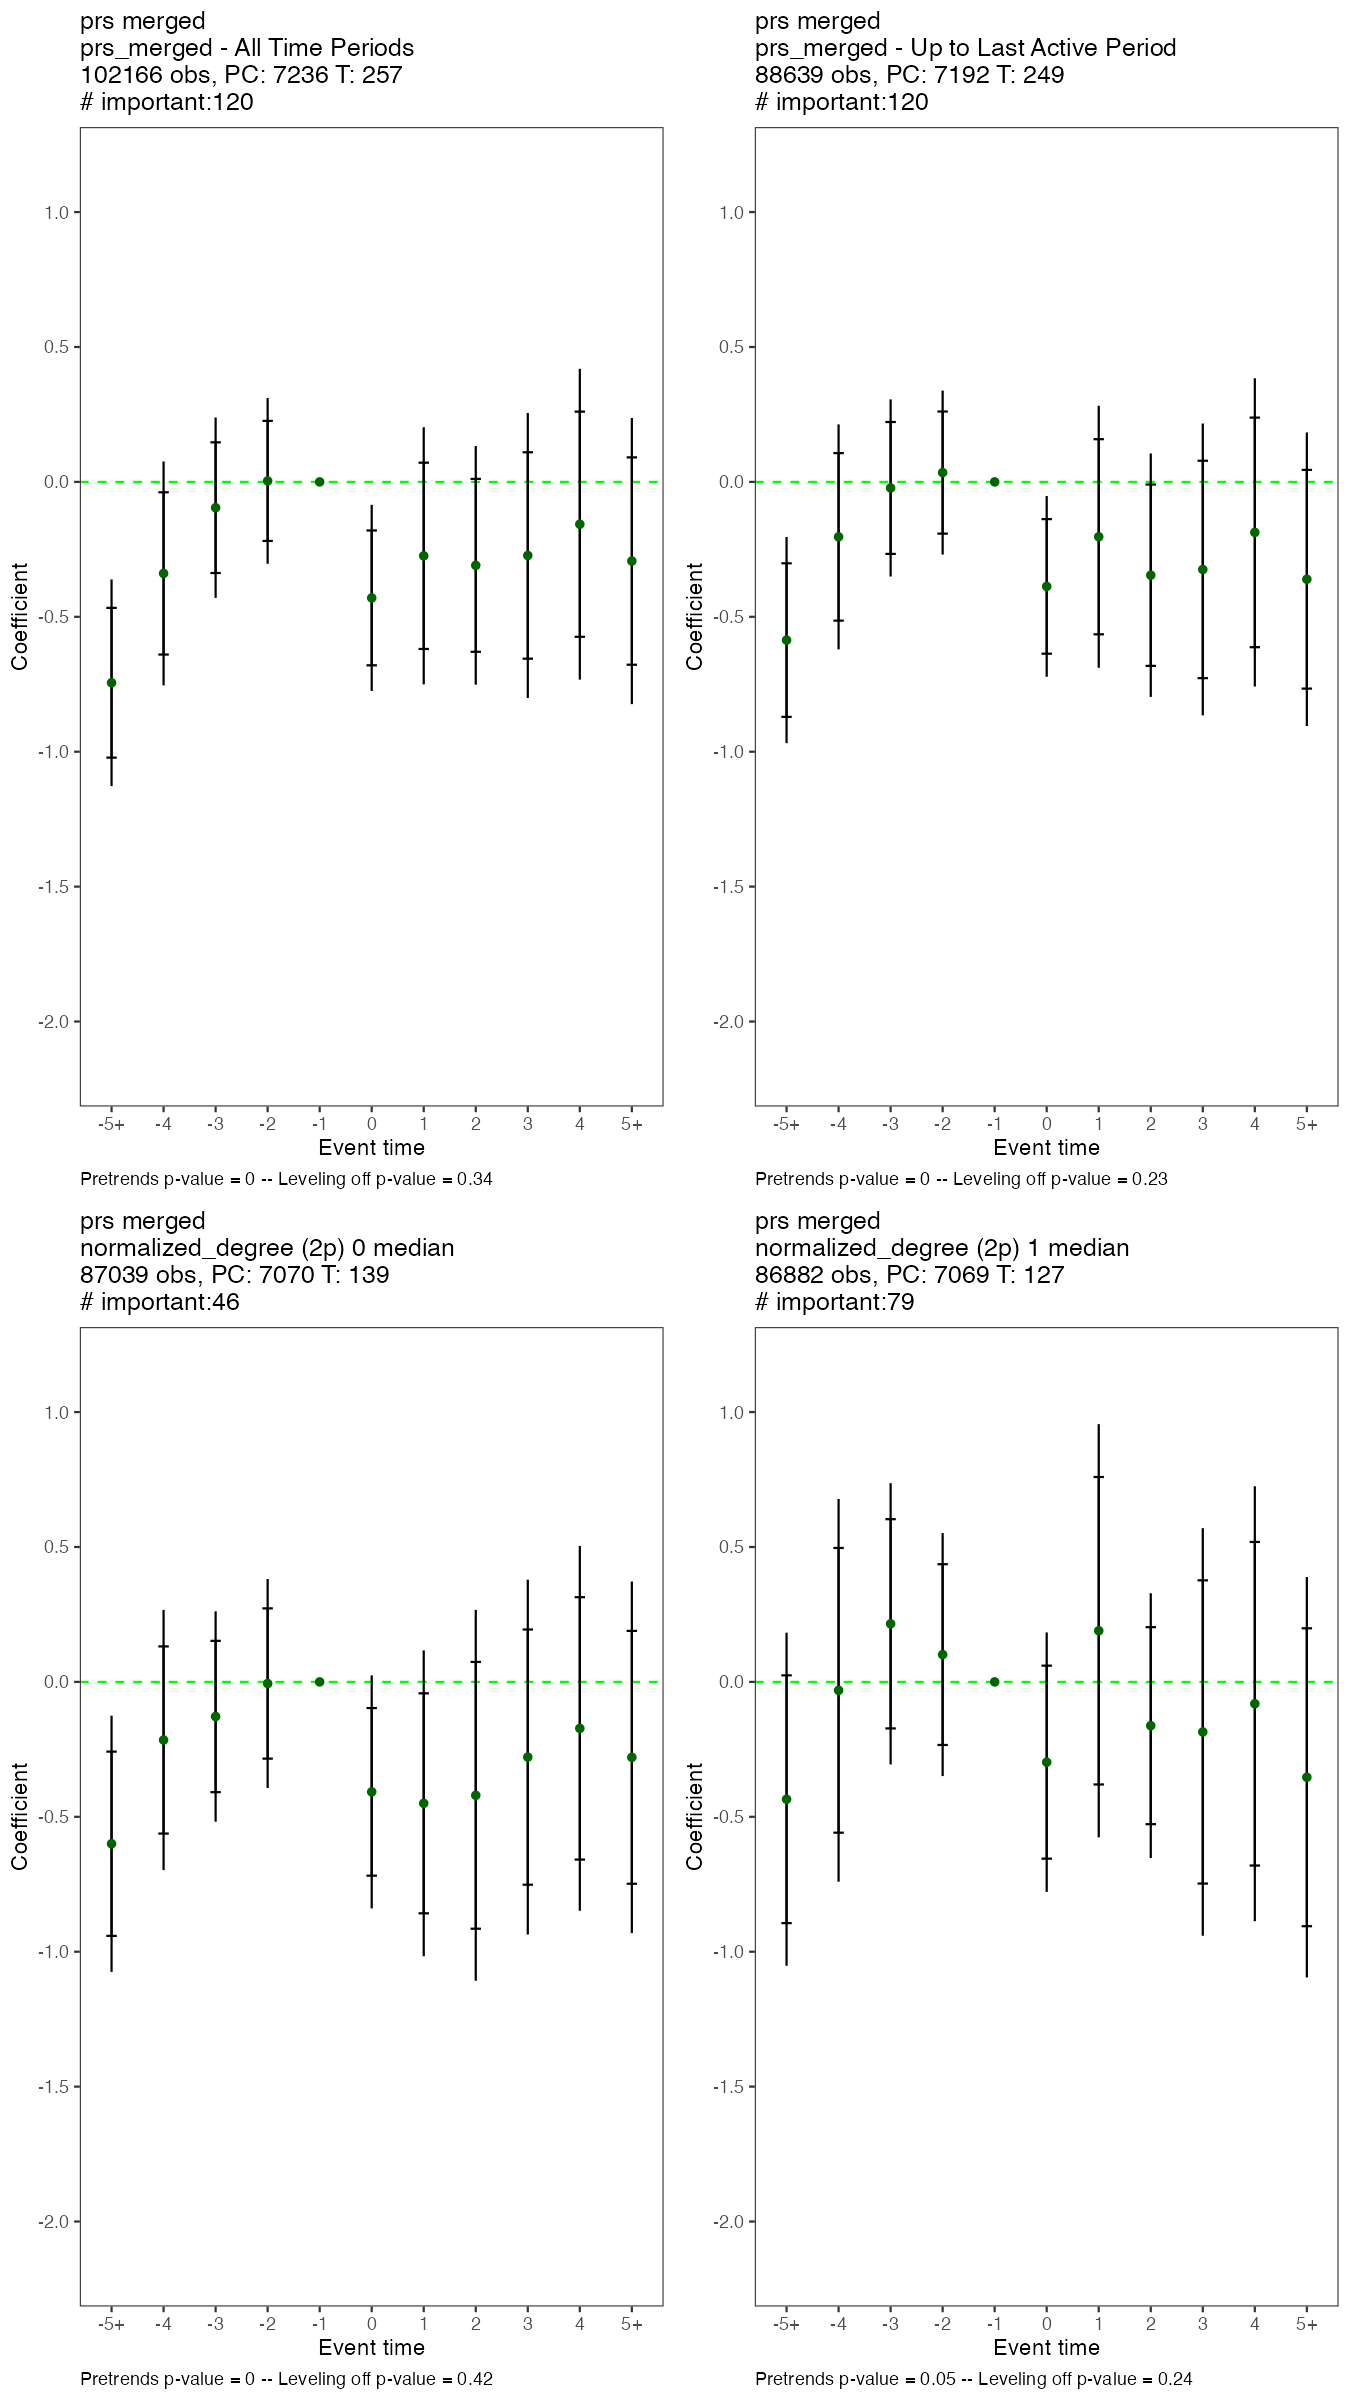 prs merged
prs_merged - All Time Periods
102166 obs, PC: 7236 T: 257
# important:120
1.0
0.5
0.0
-0.5
-1.0
-1.5
-2.0
Coefficient
-5+ -4 -3 -2 -1 0 1 2 3 4 5+
Event time
Pretrends p-value = 0 -- Leveling off p-value = 0.34
prs merged
prs_merged - Up to Last Active Period
88639 obs, PC: 7192 T: 249
# important:120
1.0
0.5
0.0
-0.5
-1.0
-1.5
-2.0
Coefficient
-5+ -4 -3 -2 -1 0 1 2 3 4 5+
Event time
Pretrends p-value = 0 -- Leveling off p-value = 0.23
prs merged
normalized_degree (2p) 0 median
87039 obs, PC: 7070 T: 139
# important:46
1.0
0.5
0.0
-0.5
-1.0
-1.5
-2.0
Coefficient
-5+ -4 -3 -2 -1 0 1 2 3 4 5+
Event time
Pretrends p-value = 0 -- Leveling off p-value = 0.42
prs merged
normalized_degree (2p) 1 median
86882 obs, PC: 7069 T: 127
# important:79
1.0
0.5
0.0
-0.5
-1.0
-1.5
-2.0
Coefficient
-5+ -4 -3 -2 -1 0 1 2 3 4 5+
Event time
Pretrends p-value = 0.05 -- Leveling off p-value = 0.24